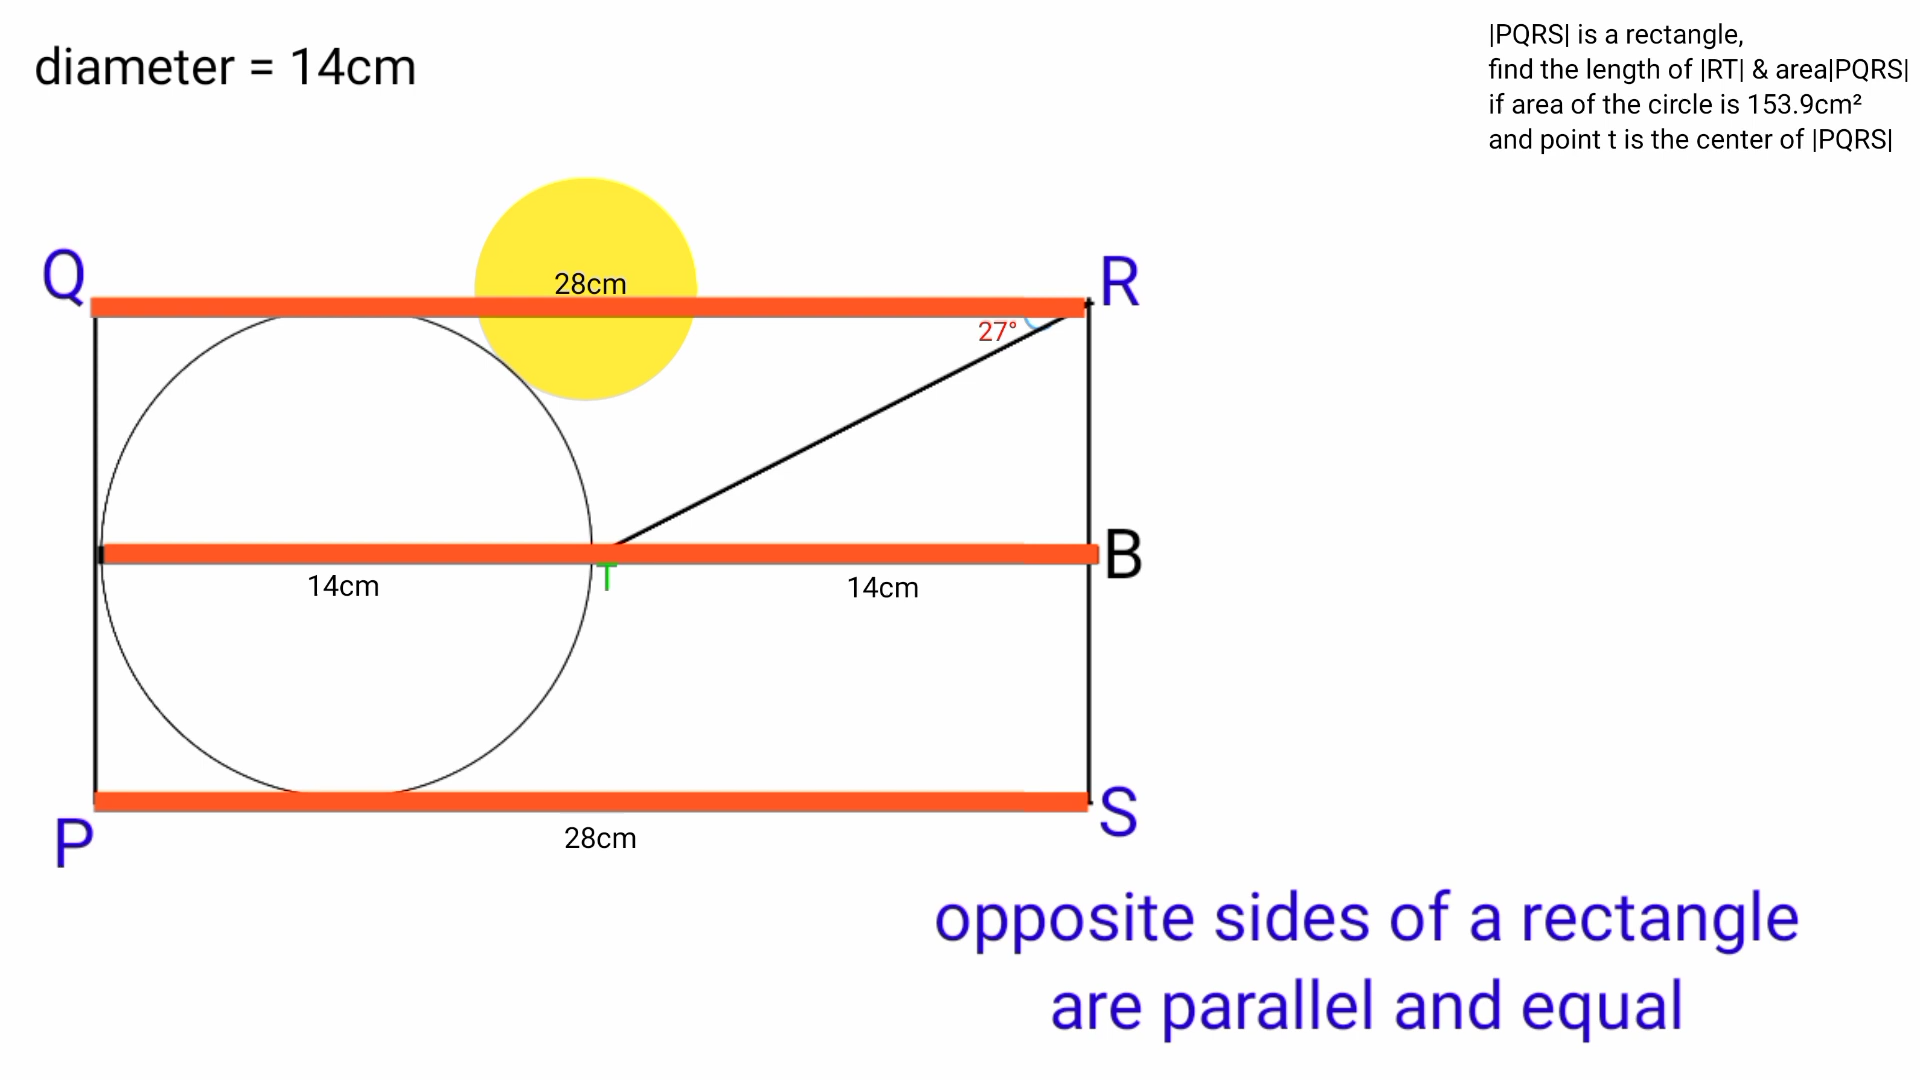 diameter = 14cm
|PQRS| is a rectangle,
find the length of |RT| & area|PQRS|
if area of the circle is 153.9cm²
and point t is the center of |PQRS|
Q
28cm
R
27°
T
B
14cm
14cm
P
28cm
S
opposite sides of a rectangle
are parallel and equal